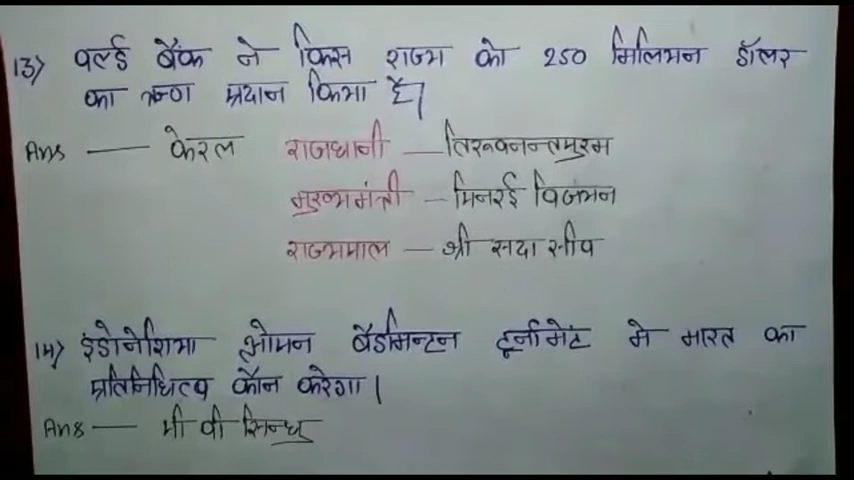 13) वर्ल्ड बैंक ने किस राज्य को 250 मिलियन डॉलर
का ऋण प्रदान किया है।
Ans — केरल राजधानी — तिरूवनन्तपुरम
मुख्यमंत्री — पिनरई विजयन
राज्यपाल — श्री सदा सीव
14) इंडोनेशिया ओपन बैडमिन्टन टूर्नामेंट मे भारत का
प्रतिनिधित्व कौन करेगा।
Ans — पी वी सिन्धु